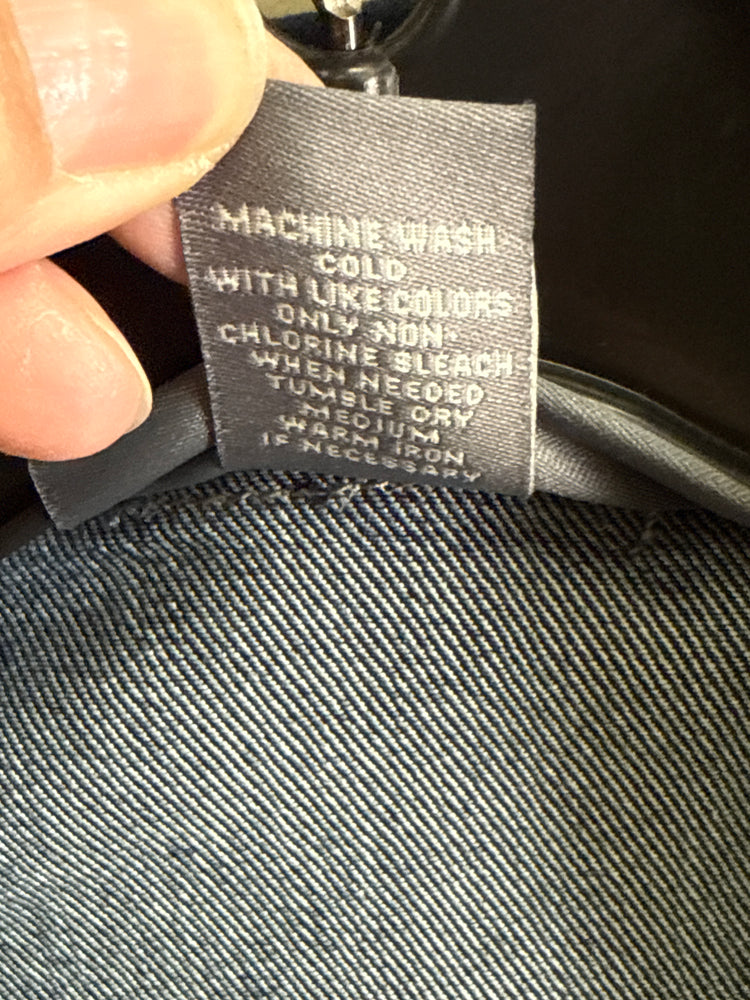 MACHINE WASH
COLD
WITH LIKE COLORS
ONLY NON-
CHLORINE BLEACH
WHEN NEEDED
TUMBLE DRY
MEDIUM
WARM IRON
IF NECESSARY